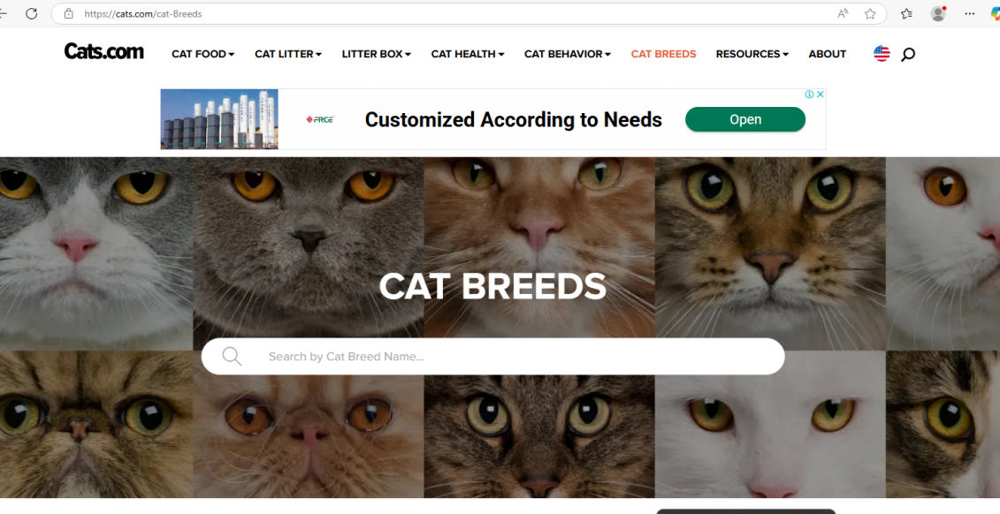 https://cats.com/cat-Breeds
Cats.com CAT FOOD CAT LITTER LITTER BOX CAT HEALTH CAT BEHAVIOR CAT BREEDS RESOURCES ABOUT
FRCE Customized According to Needs Open
CAT BREEDS
Search by Cat Breed Name...